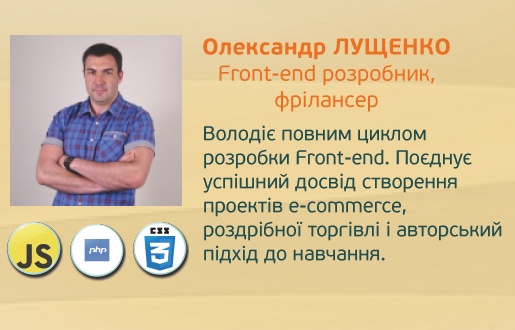 Олександр ЛУЩЕНКО
Front-end розробник,
фрілансер
Володіє повним циклом
розробки Front-end. Поєднує
успішний досвід створення
проектів e-commerce,
роздрібної торгівлі і авторський
підхід до навчання.
JS
php
CSS
3